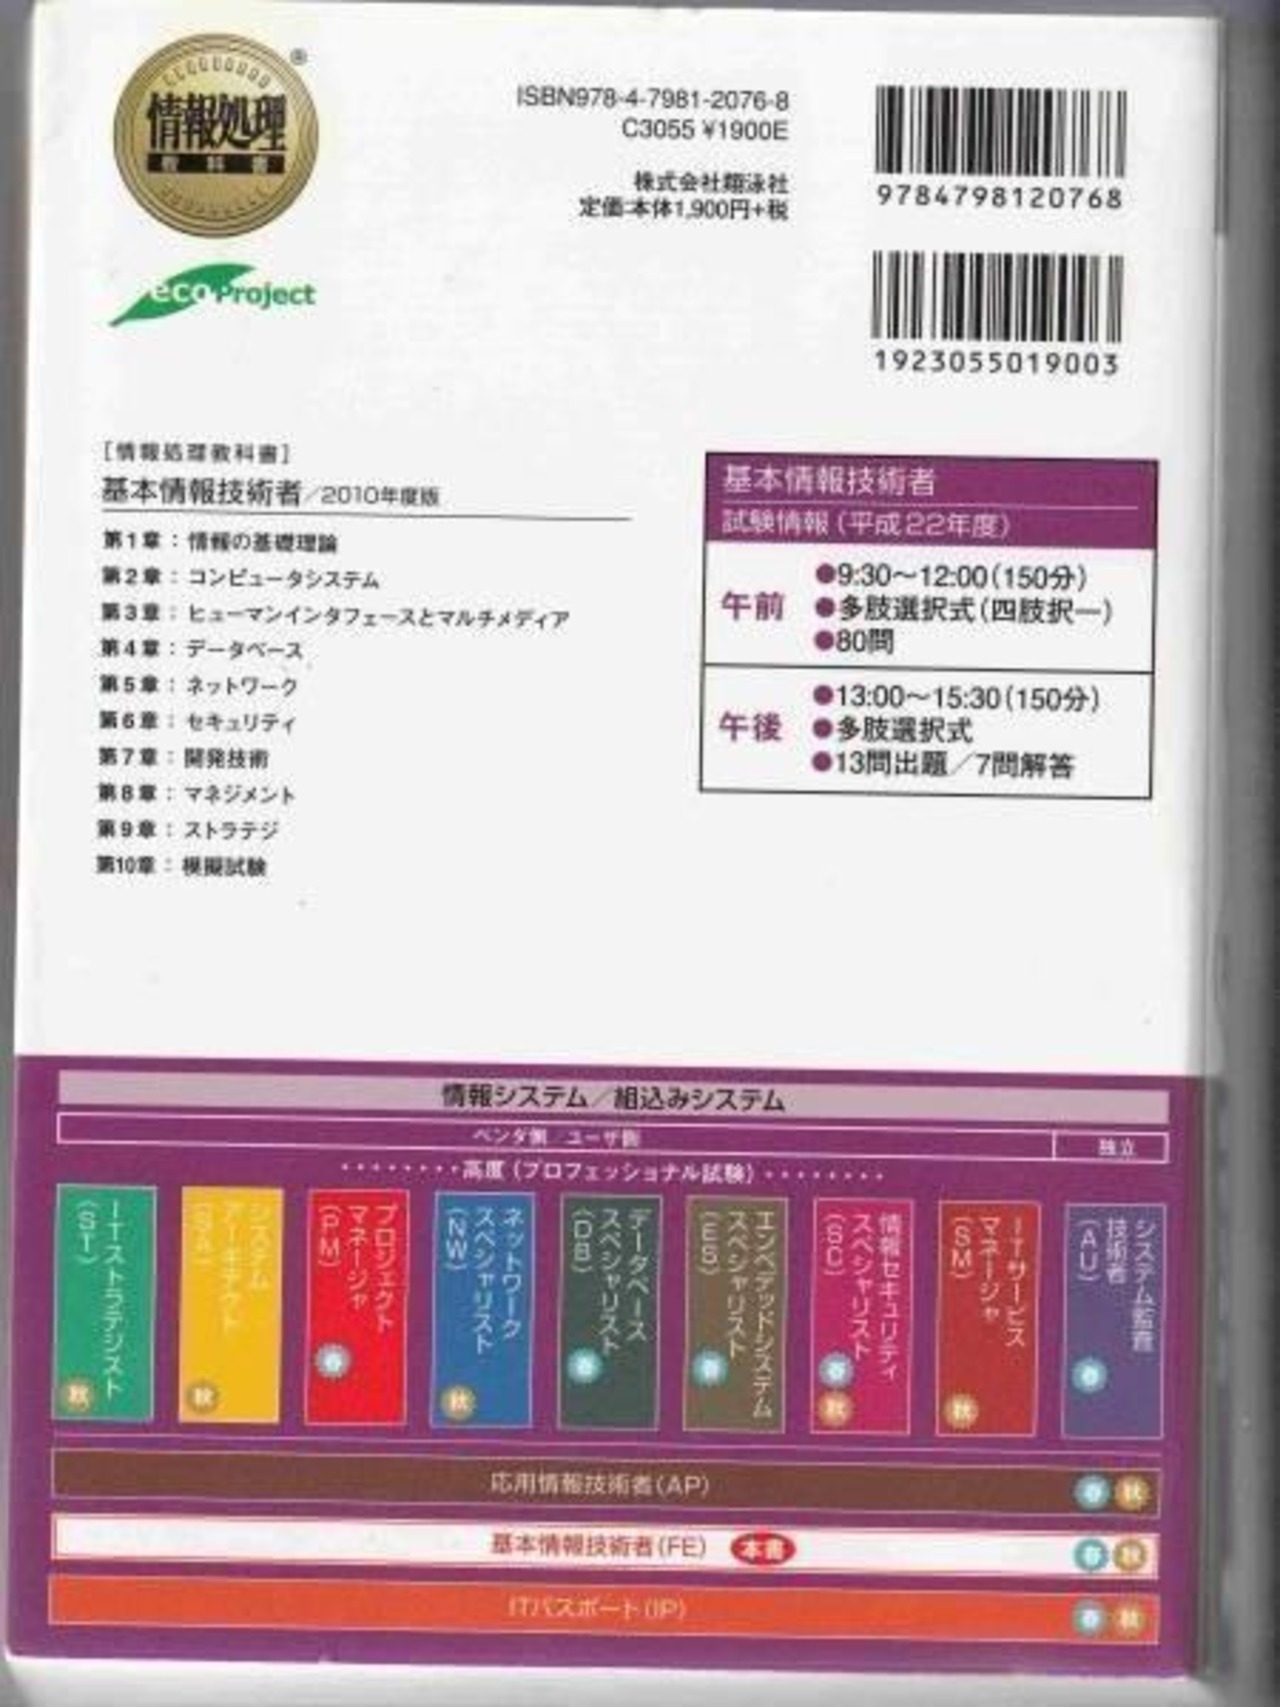 情報処理
教科書
®
eco Project
ISBN978-4-7981-2076-8
C3055 ¥1900E
株式会社翔泳社
定価:本体1,900円+税
9784798120768
1923055019003
[情報処理教科書]
基本情報技術者/2010年度版
第1章:情報の基礎理論
第2章:コンピュータシステム
第3章:ヒューマンインタフェースとマルチメディア
第4章:データベース
第5章:ネットワーク
第6章:セキュリティ
第7章:開発技術
第8章:マネジメント
第9章:ストラテジ
第10章:模擬試験
基本情報技術者
試験情報(平成22年度)
午前
●9:30〜12:00(150分)
●多肢選択式(四肢択一)
●80問
午後
●13:00〜15:30(150分)
●多肢選択式
●13問出題/7問解答
情報システム/組込みシステム
ベンダ側/ユーザ側
独立
高度(プロフェッショナル試験)
ITストラテジスト
(ST)
秋
システム
アーキテクト
(SA)
秋
プロジェクト
マネージャ
(PM)
春
ネットワーク
スペシャリスト
(NW)
秋
データベース
スペシャリスト
(DB)
春
エンベデッドシステム
スペシャリスト
(ES)
春
情報セキュリティ
スペシャリスト
(SC)
春
秋
ITサービス
マネージャ
(SM)
秋
システム監査
技術者
(AU)
春
応用情報技術者(AP) 春 秋
基本情報技術者(FE) 本書 春 秋
ITパスポート(IP) 春 秋